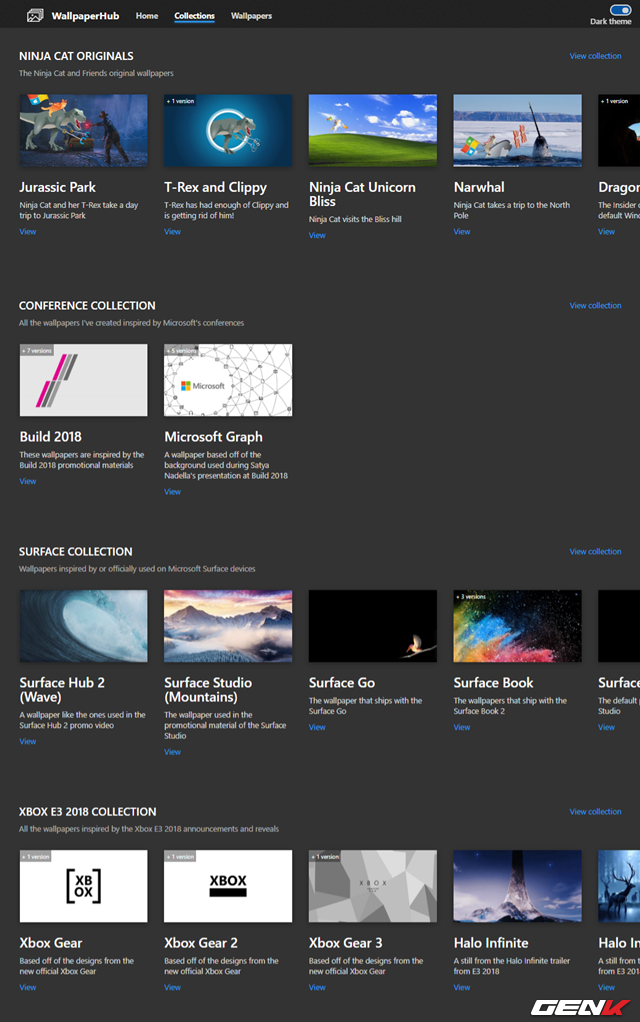 WallpaperHub Home Collections Wallpapers
Dark theme
NINJA CAT ORIGINALS View collection
The Ninja Cat and Friends original wallpapers
+ 1 version
+ 1 version
Jurassic Park
Ninja Cat and her T-Rex take a day
trip to Jurassic Park
View
T-Rex and Clippy
T-Rex has had enough of Clippy and
is getting rid of him!
View
Ninja Cat Unicorn
Bliss
Ninja Cat visits the Bliss hill
View
Narwhal
Ninja Cat takes a trip to the North
Pole
View
Dragon
The Insider
default Win
View
CONFERENCE COLLECTION View collection
All the wallpapers I've created inspired by Microsoft's conferences
+ 7 versions
Build 2018
These wallpapers are inspired by the
Build 2018 promotional materials
View
+ 5 versions
Microsoft
Microsoft Graph
A wallpaper based off of the
background used during Satya
Nadella's presentation at Build 2018
View
SURFACE COLLECTION View collection
Wallpapers inspired by or officially used on Microsoft Surface devices
Surface Hub 2
(Wave)
A wallpaper like the ones used in the
Surface Hub 2 promo video
View
Surface Studio
(Mountains)
The wallpaper used in the
promotional material of the Surface
Studio
View
Surface Go
The wallpaper that ships with the
Surface Go
View
+ 3 versions
Surface Book
The wallpapers that ship with the
Surface Book 2
View
Surface
The default
View
XBOX E3 2018 COLLECTION View collection
All the wallpapers inspired by the Xbox E3 2018 announcements and reveals
+ 1 version
XB
OX
Xbox Gear
Based off of the designs from the
new official Xbox Gear
View
+ 1 version
XBOX
Xbox Gear 2
Based off of the designs from the
new official Xbox Gear
View
+ 1 version
XBOX
Xbox Gear 3
Based off of the designs from the
new official Xbox Gear
View
Halo Infinite
A still from the Halo Infinite trailer
from E3 2018
View
Halo In
A still from
from E3 201
View
GENK